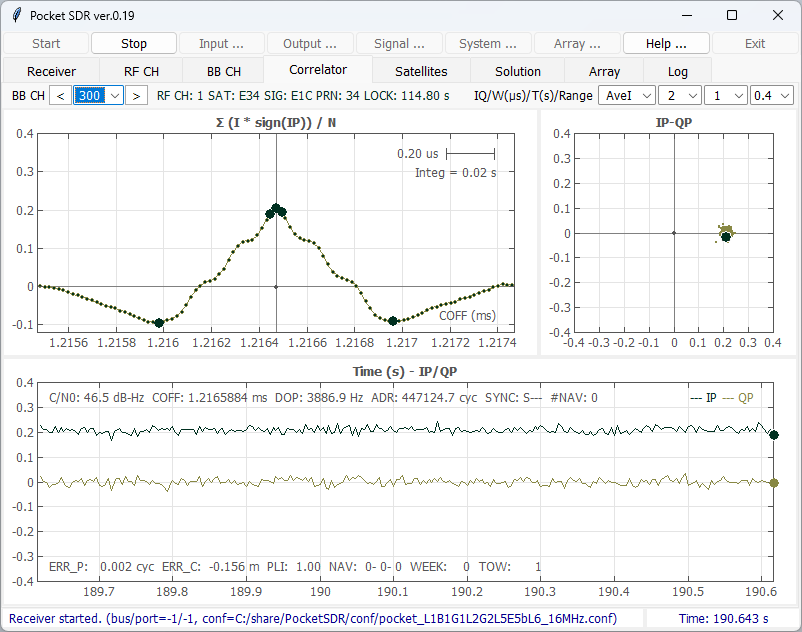 Pocket SDR ver.0.19
Start Stop Input ... Output ... Signal ... System ... Array ... Help ... Exit
Receiver RF CH BB CH Correlator Satellites Solution Array Log
BB CH < 300 > RF CH: 1 SAT: E34 SIG: E1C PRN: 34 LOCK: 114.80 s IQ/W(µs)/T(s)/Range AveI 2 1 0.4
Σ (I * sign(IP)) / N
0.4
0.3
0.2
0.1
0
-0.1
0.20 us
Integ = 0.02 s
COFF (ms)
1.2156 1.2158 1.216 1.2162 1.2164 1.2166 1.2168 1.217 1.2172 1.2174
IP-QP
0.4
0.3
0.2
0.1
0
-0.1
-0.2
-0.3
-0.4
-0.4 -0.3 -0.2 -0.1 0 0.1 0.2 0.3 0.4
Time (s) - IP/QP
C/N0: 46.5 dB-Hz COFF: 1.2165884 ms DOP: 3886.9 Hz ADR: 447124.7 cyc SYNC: S--- #NAV: 0 --- IP --- QP
0.4
0.3
0.2
0.1
0
-0.1
-0.2
-0.3
-0.4
ERR_P: 0.002 cyc ERR_C: -0.156 m PLI: 1.00 NAV: 0- 0- 0 WEEK: 0 TOW: 1
189.7 189.8 189.9 190 190.1 190.2 190.3 190.4 190.5 190.6
Receiver started. (bus/port=-1/-1, conf=C:/share/PocketSDR/conf/pocket_L1B1G1L2G2L5E5bL6_16MHz.conf) Time: 190.643 s